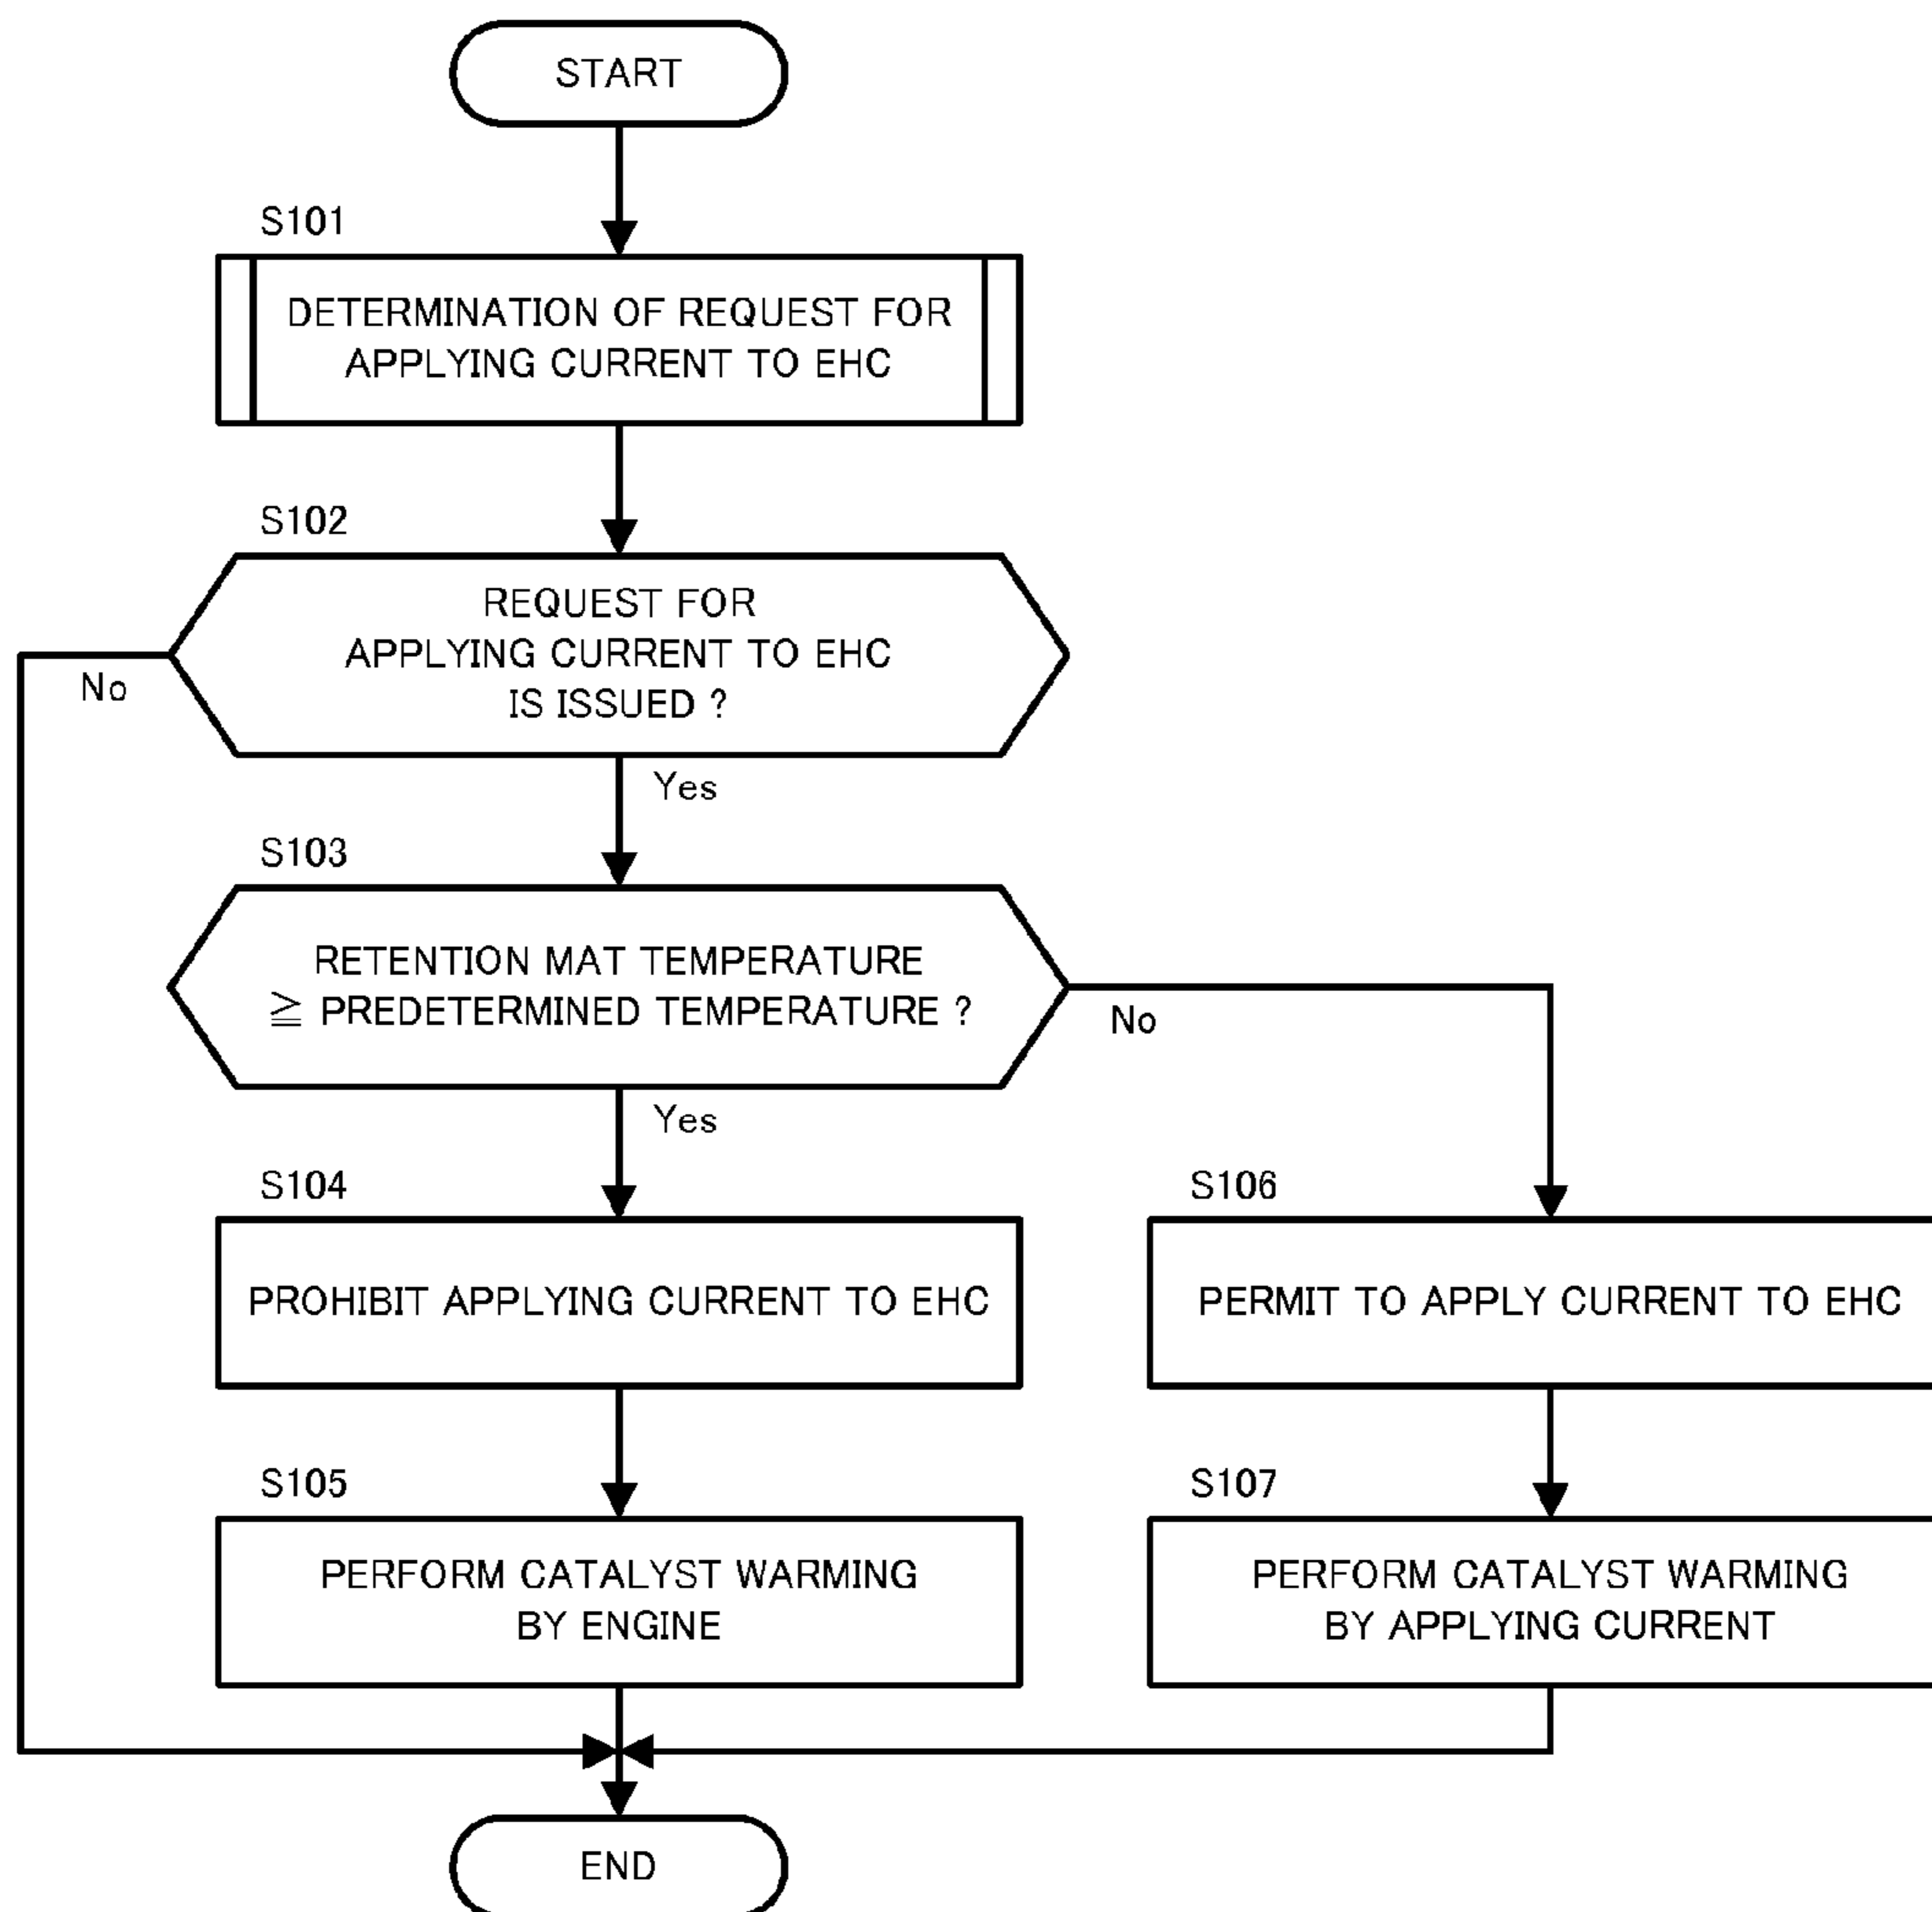 START
S101
DETERMINATION OF REQUEST FOR
APPLYING CURRENT TO EHC
S102
REQUEST FOR
APPLYING CURRENT TO EHC
IS ISSUED ?
No
Yes
S103
RETENTION MAT TEMPERATURE
≧ PREDETERMINED TEMPERATURE ?
No
Yes
S104
PROHIBIT APPLYING CURRENT TO EHC
S106
PERMIT TO APPLY CURRENT TO EHC
S105
PERFORM CATALYST WARMING
BY ENGINE
S107
PERFORM CATALYST WARMING
BY APPLYING CURRENT
END